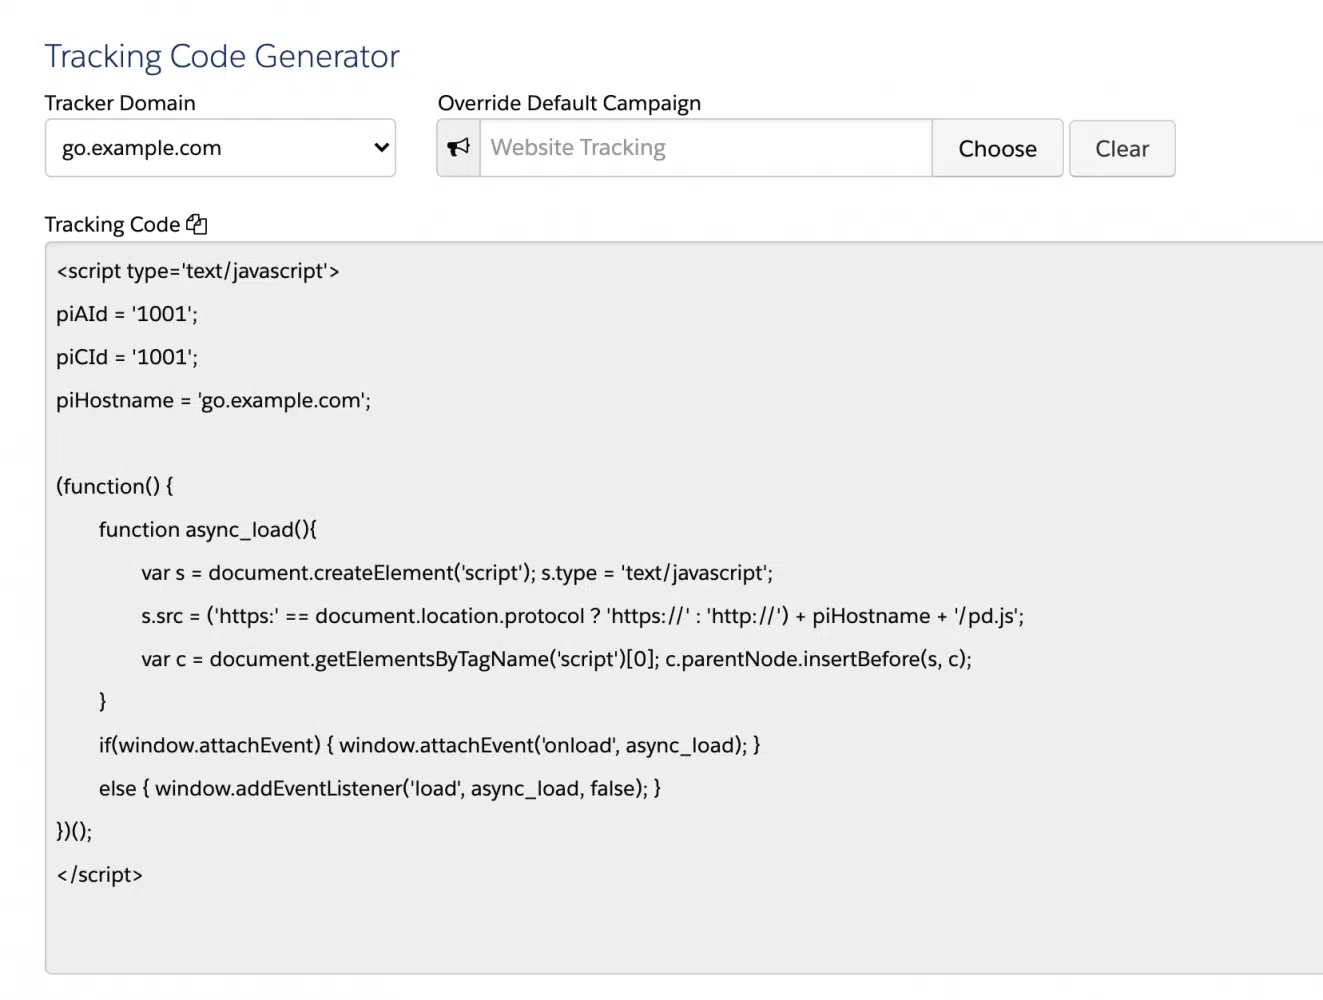 Tracking Code Generator
Tracker Domain
Override Default Campaign
go.example.com
Website Tracking
Choose
Clear
Tracking Code
<script type='text/javascript'>
piAId = '1001';
piCId = '1001';
piHostname = 'go.example.com';
(function() {
function async_load(){
var s = document.createElement('script'); s.type = 'text/javascript';
s.src = ('https:' == document.location.protocol ? 'https://' : 'http://') + piHostname + '/pd.js';
var c = document.getElementsByTagName('script')[0]; c.parentNode.insertBefore(s, c);
}
if(window.attachEvent) { window.attachEvent('onload', async_load); }
else { window.addEventListener('load', async_load, false); }
})();
</script>